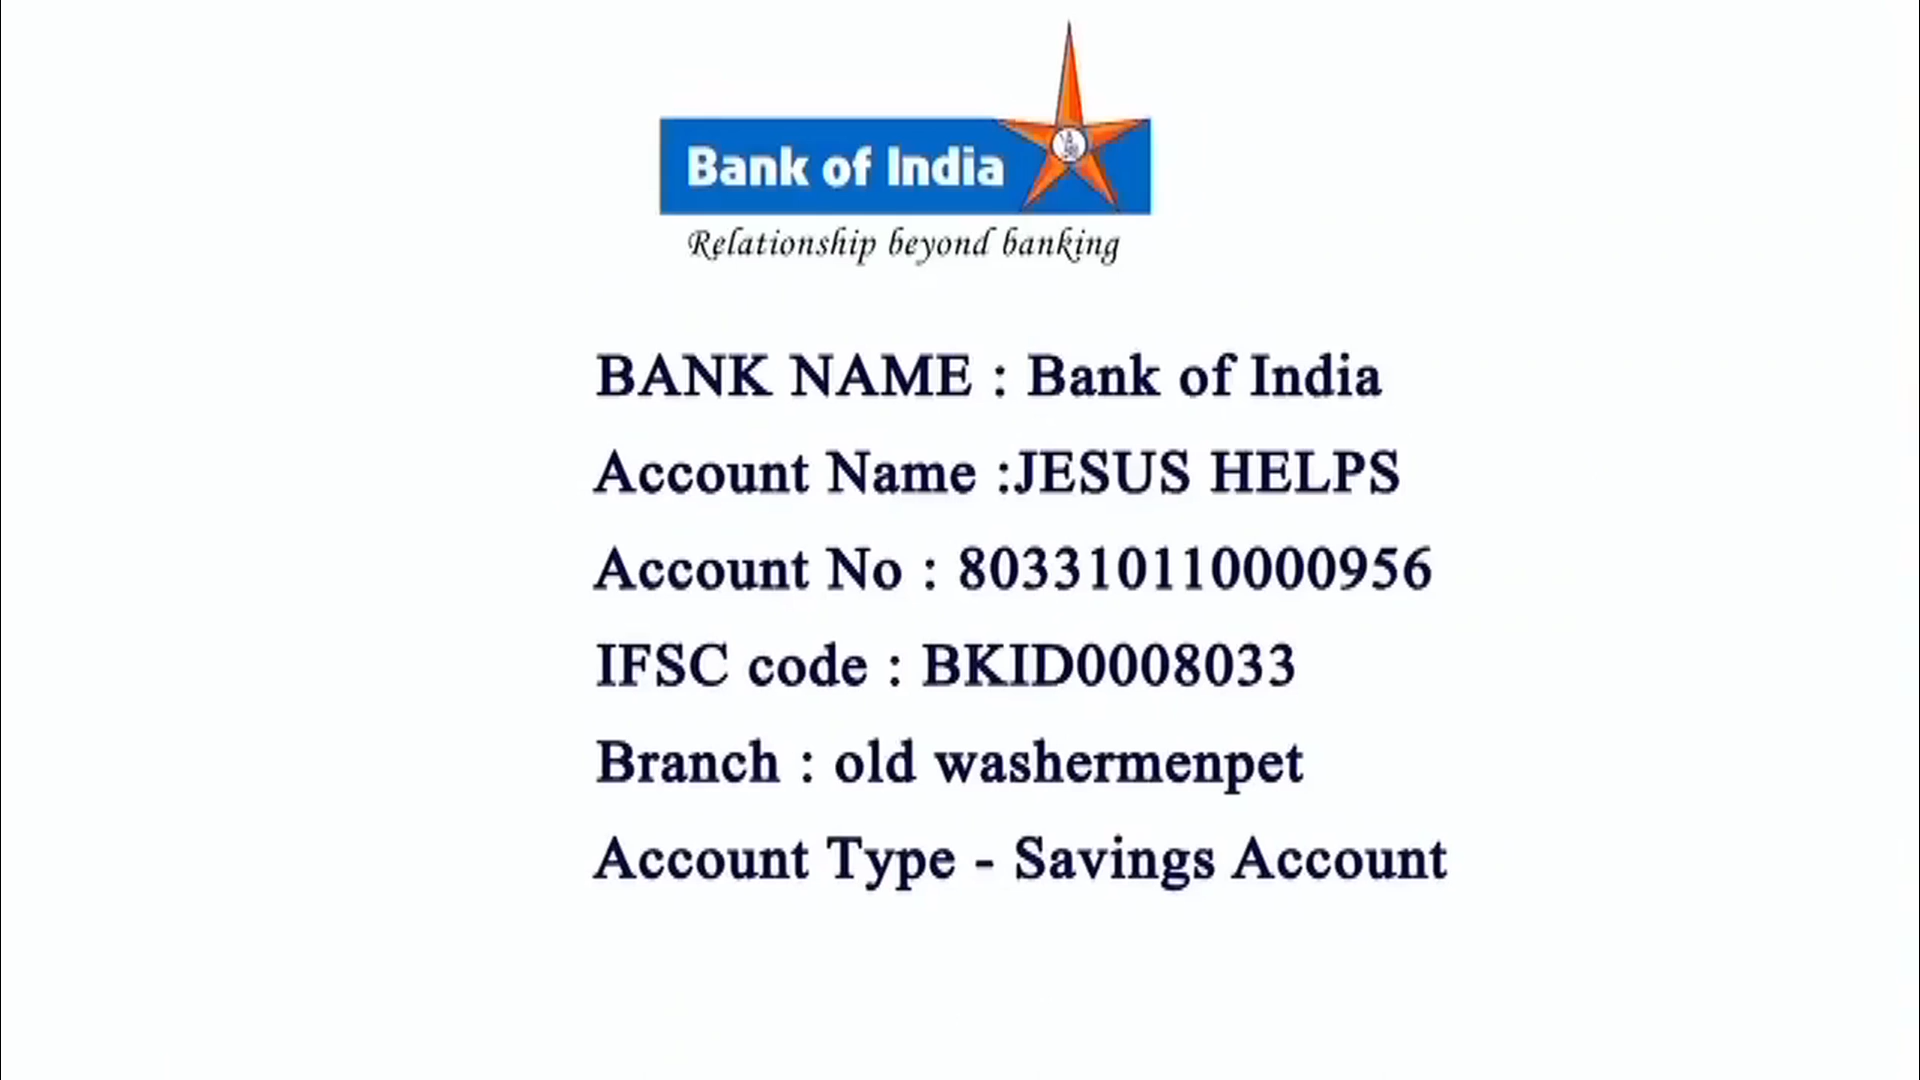 Bank of India
Relationship beyond banking
BANK NAME : Bank of India
Account Name :JESUS HELPS
Account No : 803310110000956
IFSC code : BKID0008033
Branch : old washermenpet
Account Type - Savings Account